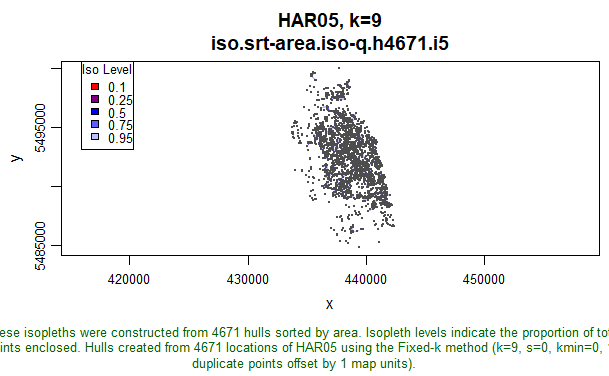 HAR05, k=9
iso.srt-area.iso-q.h4671.i5
Iso Level
0.1
0.25
0.5
0.75
0.95
y
5495000
5485000
420000 430000 440000 450000
x
ese isopleths were constructed from 4671 hulls sorted by area. Isopleth levels indicate the proportion of tot
ints enclosed. Hulls created from 4671 locations of HAR05 using the Fixed-k method (k=9, s=0, kmin=0,
duplicate points offset by 1 map units).